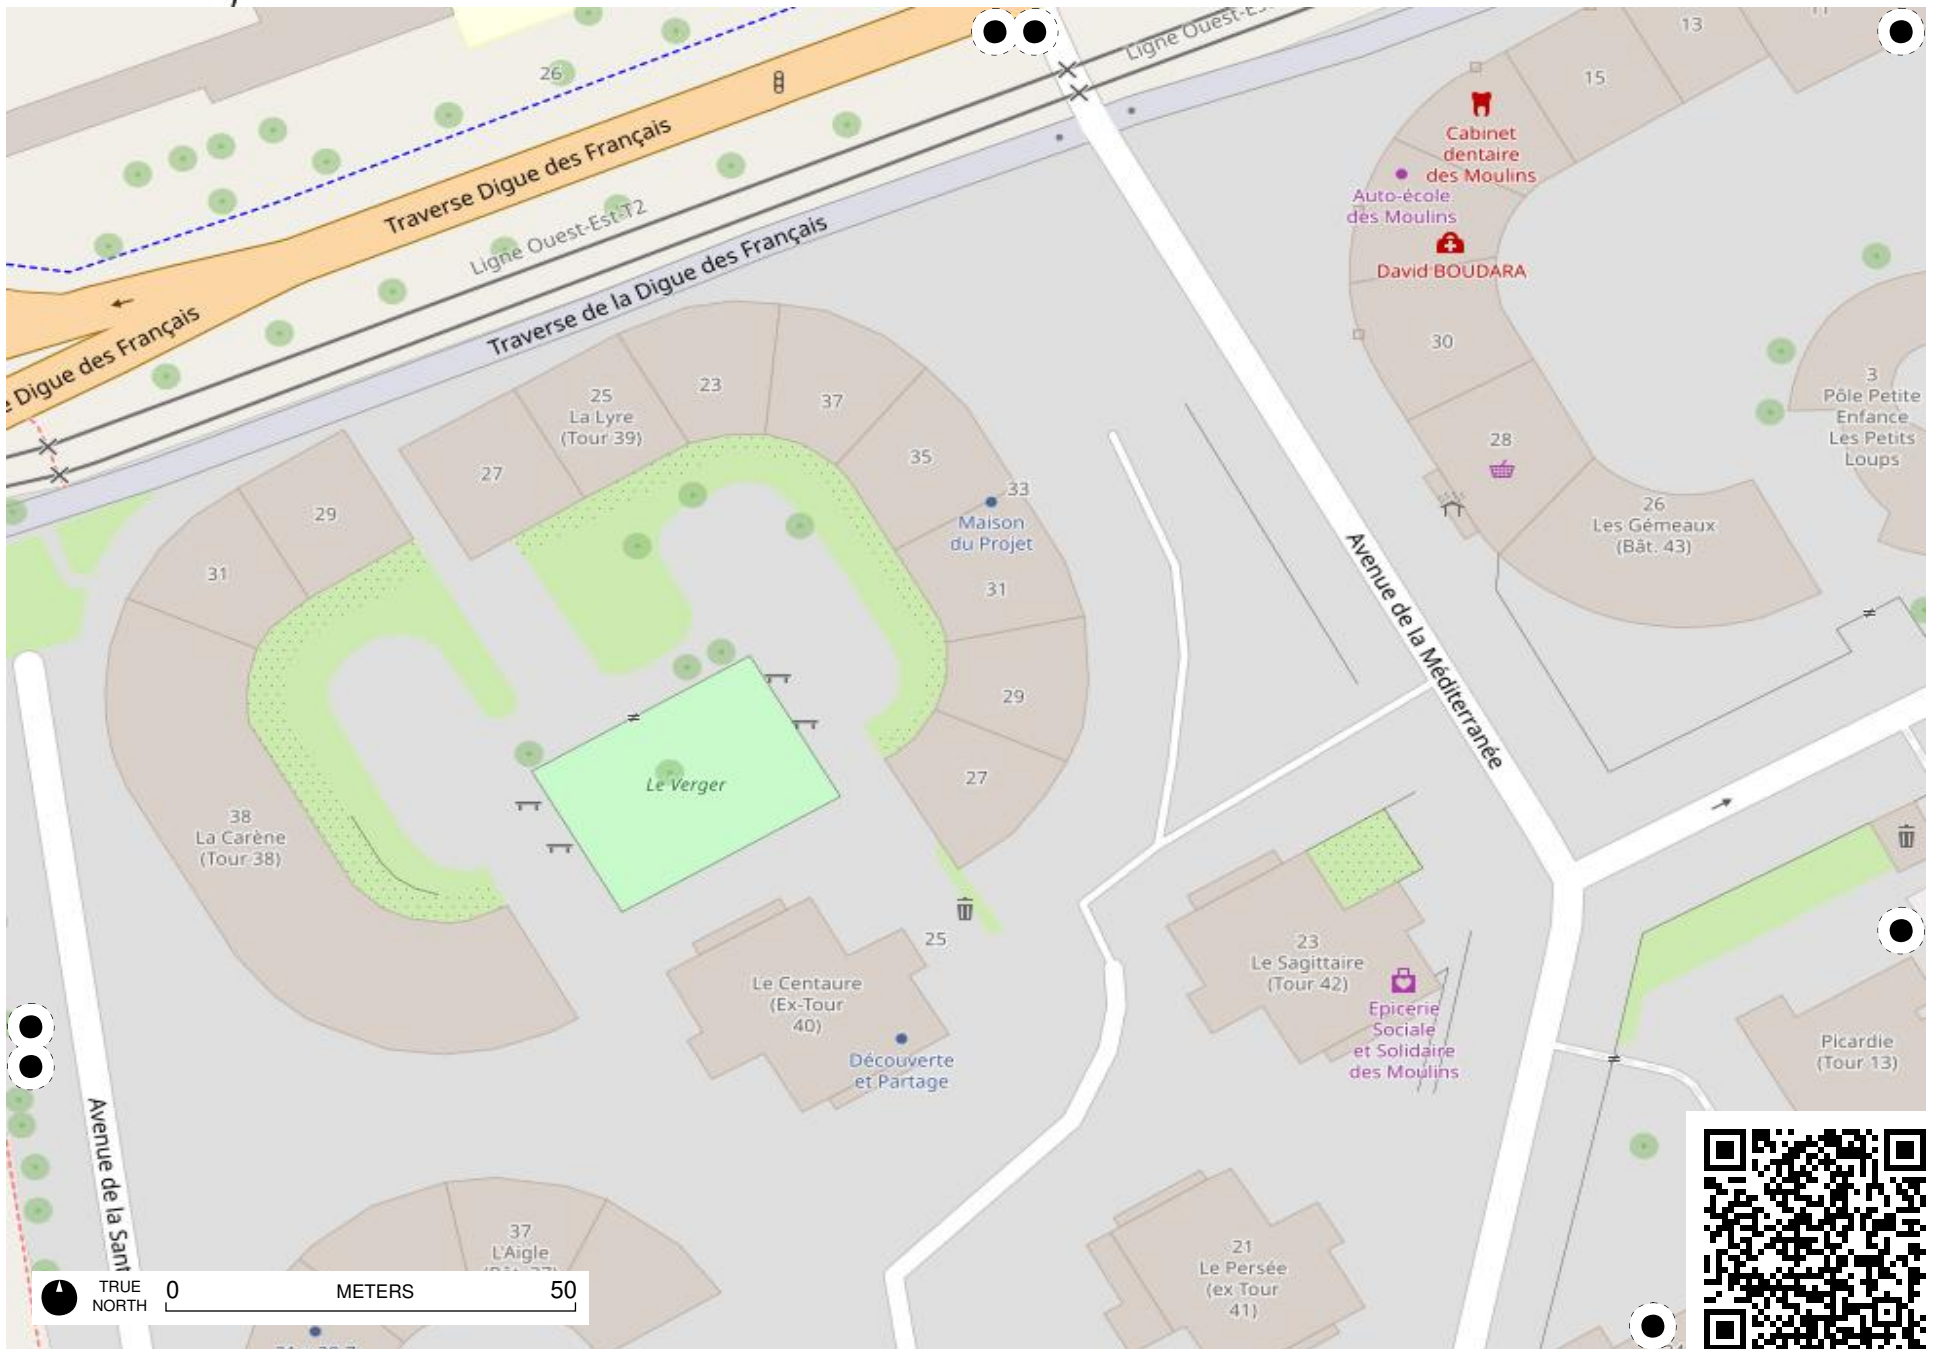 26
Traverse Digue des Français
Ligne Ouest-Est-T2
Traverse de la Digue des Français
Digue des Français
13
15
Cabinet
dentaire
des Moulins
Auto-école
des Moulins
David BOUDARA
30
28
26
Les Gémeaux
(Bât. 43)
3
Pôle Petite
Enfance
Les Petits
Loups
25
La Lyre
(Tour 39)
23
37
27
35
33
Maison
du Projet
31
29
27
29
31
38
La Carène
(Tour 38)
Le Verger
Avenue de la Méditerranée
25
Le Centaure
(Ex-Tour
40)
Découverte
et Partage
23
Le Sagittaire
(Tour 42)
Epicerie
Sociale
et Solidaire
des Moulins
Picardie
(Tour 13)
Avenue de la Sant
37
L'Aigle
21
Le Persée
(ex Tour
41)
TRUE
NORTH
0 METERS 50